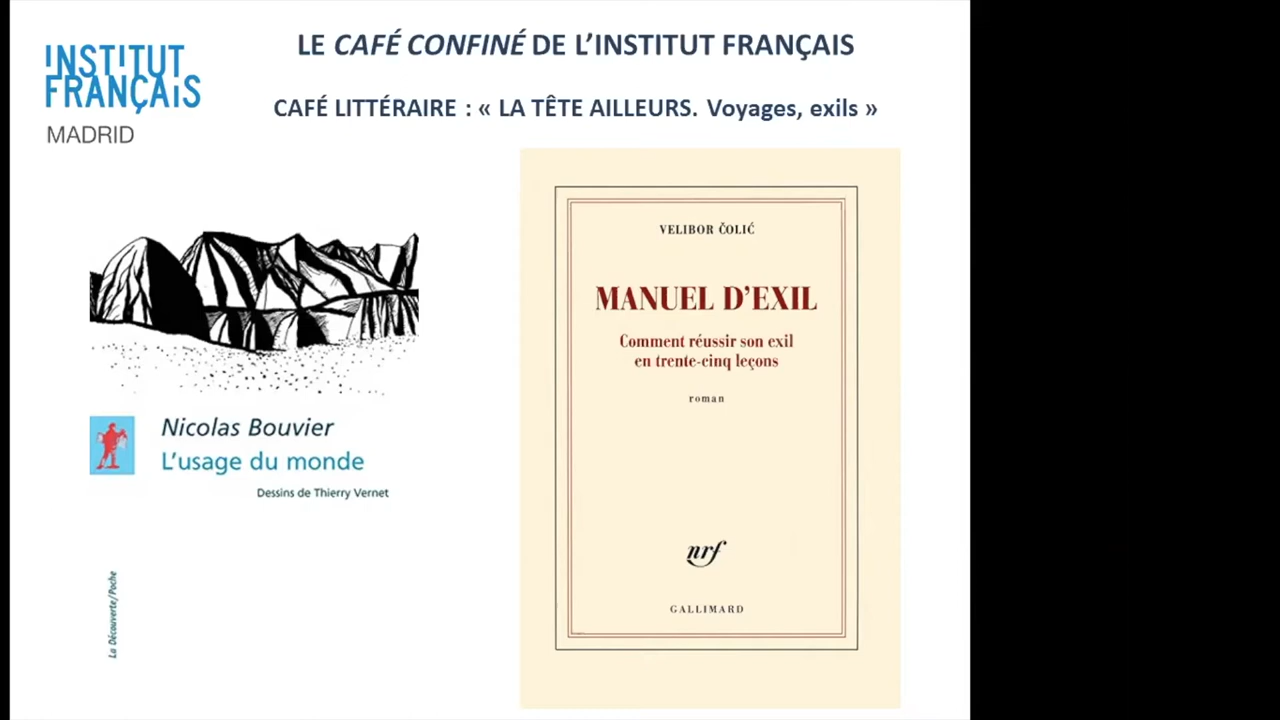 INSTITUT
FRANÇAIS
MADRID
LE CAFÉ CONFINÉ DE L’INSTITUT FRANÇAIS
CAFÉ LITTÉRAIRE : « LA TÊTE AILLEURS. Voyages, exils »
Nicolas Bouvier
L’usage du monde
Dessins de Thierry Vernet
La Découverte/Poche
VELIBOR ČOLIĆ
MANUEL D’EXIL
Comment réussir son exil
en trente-cinq leçons
roman
nrf
GALLIMARD